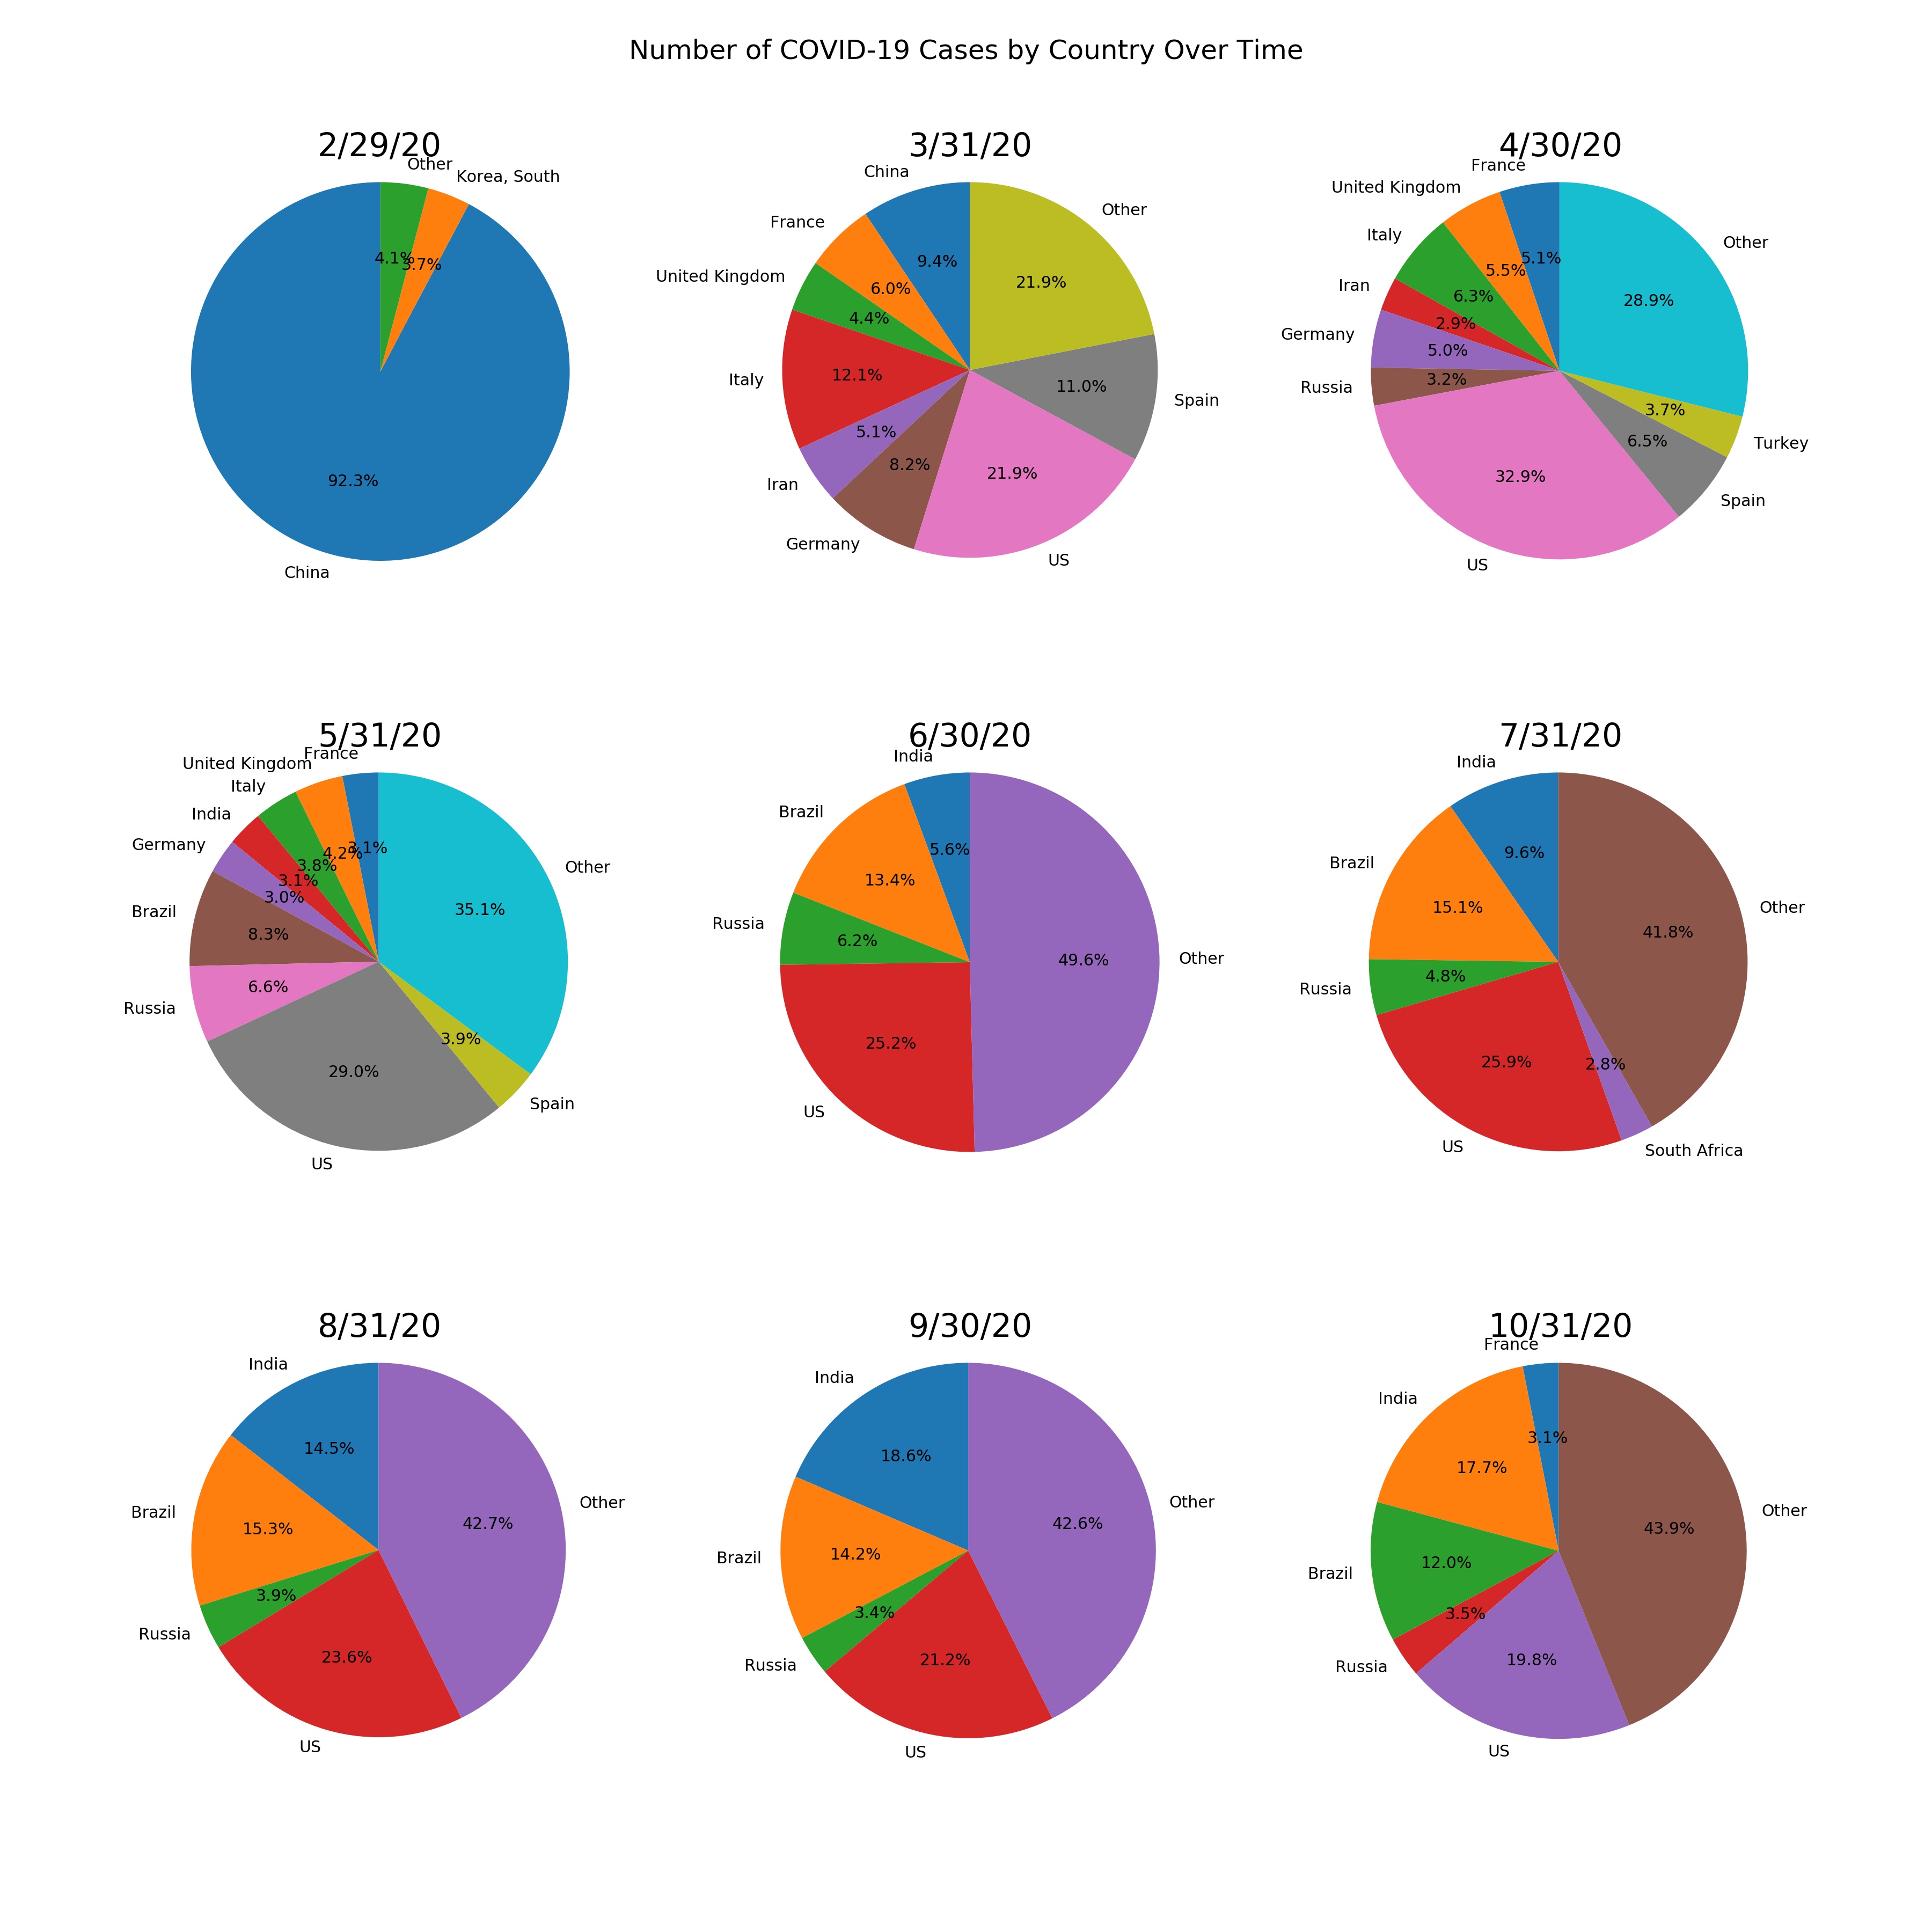 Number of COVID-19 Cases by Country Over Time
2/29/20
Other
Korea, South
4.1%
3.7%
92.3%
China
3/31/20
China
Other
France
9.4%
21.9%
United Kingdom
6.0%
4.4%
Italy
12.1%
11.0%
Spain
5.1%
Iran
8.2%
21.9%
Germany
US
4/30/20
France
United Kingdom
Italy
Other
5.1%
5.5%
Iran
6.3%
28.9%
2.9%
Germany
5.0%
Russia
3.2%
3.7%
6.5%
Turkey
32.9%
Spain
US
5/31/20
France
United Kingdom
Italy
India
Germany
3.1%
4.2%
3.8%
Other
3.1%
3.0%
Brazil
35.1%
8.3%
6.6%
Russia
3.9%
29.0%
Spain
US
6/30/20
India
Brazil
5.6%
13.4%
Russia
6.2%
49.6%
Other
25.2%
US
7/31/20
India
Brazil
9.6%
15.1%
Other
41.8%
4.8%
Russia
25.9%
2.8%
US
South Africa
8/31/20
India
14.5%
Other
Brazil
15.3%
42.7%
3.9%
Russia
23.6%
US
9/30/20
India
18.6%
Other
42.6%
Brazil
14.2%
3.4%
Russia
21.2%
US
10/31/20
France
India
3.1%
17.7%
Other
43.9%
Brazil
12.0%
3.5%
Russia
19.8%
US